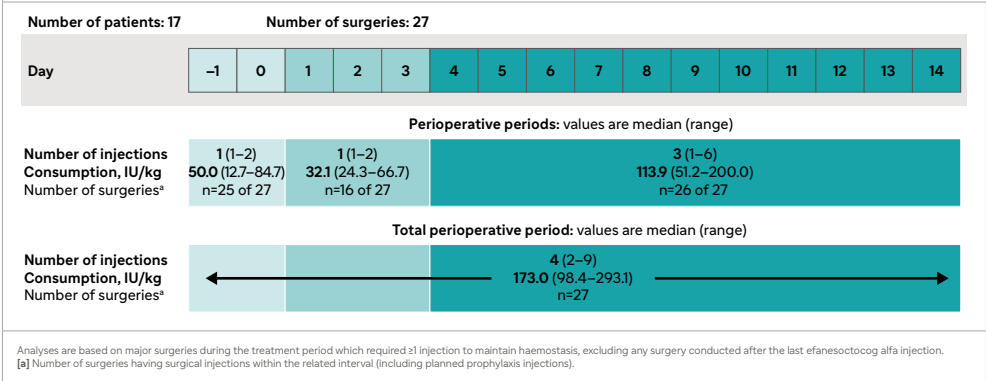 Number of patients: 17 Number of surgeries: 27
Day –1 0 1 2 3 4 5 6 7 8 9 10 11 12 13 14
Perioperative periods: values are median (range)
Number of injections 1 (1–2) 1 (1–2) 3 (1–6)
Consumption, IU/kg 50.0 (12.7–84.7) 32.1 (24.3–66.7) 113.9 (51.2–200.0)
Number of surgeriesᵃ n=25 of 27 n=16 of 27 n=26 of 27
Total perioperative period: values are median (range)
Number of injections 4 (2–9)
Consumption, IU/kg 173.0 (98.4–293.1)
Number of surgeriesᵃ n=27
Analyses are based on major surgeries during the treatment period which required ≥1 injection to maintain haemostasis, excluding any surgery conducted after the last efanesoctocog alfa injection.
[a] Number of surgeries having surgical injections within the related interval (including planned prophylaxis injections).